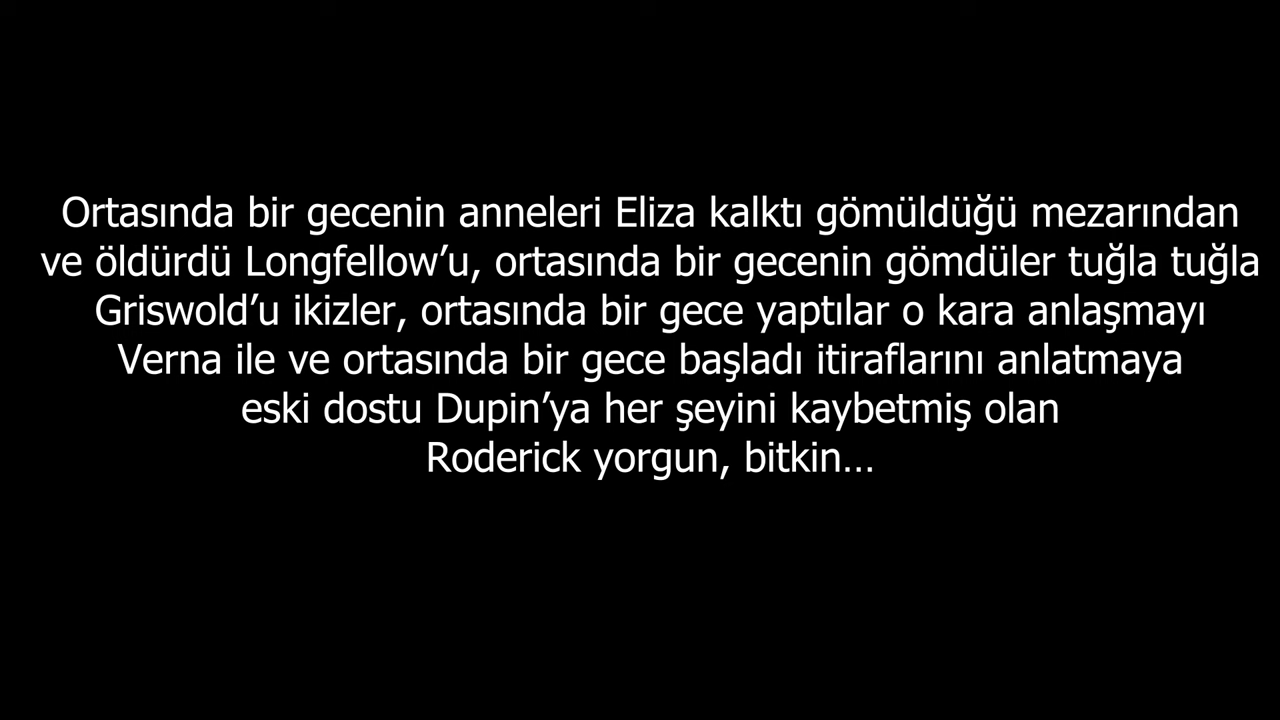 Ortasında bir gecenin anneleri Eliza kalktı gömüldüğü mezarından
ve öldürdü Longfellow’u, ortasında bir gecenin gömdüler tuğla tuğla
Griswold’u ikizler, ortasında bir gece yaptılar o kara anlaşmayı
Verna ile ve ortasında bir gece başladı itiraflarını anlatmaya
eski dostu Dupin’ya her şeyini kaybetmiş olan
Roderick yorgun, bitkin…